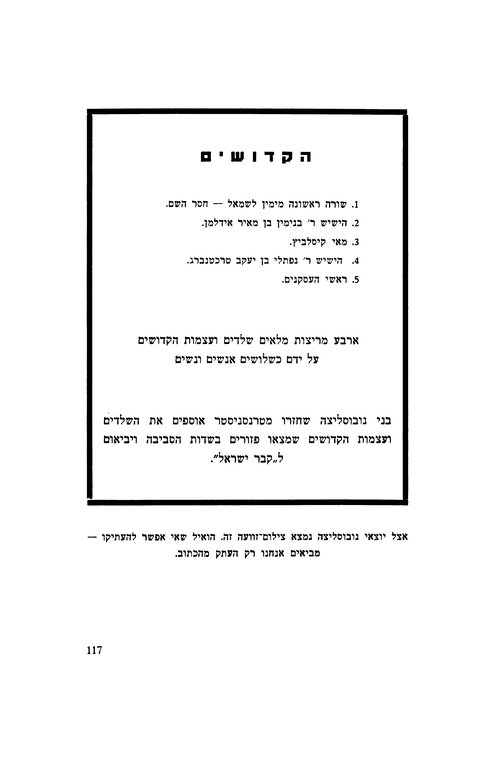 הקדושים
1. שורה ראשונה מימין לשמאל — חסר השם.
2. הישיש ר׳ בנימין בן מאיר אידלמן.
3. מאי קיסלביץ.
4. הישיש ר׳ נפתלי בן יעקב טרכטנברג.
5. ראשי העסקנים.
ארבע מריצות מלאים שלדים ועצמות הקדושים
על ידם כשלושים אנשים ונשים
בני נובוסליצה שחזרו מטרנסניסטר אוספים את השלדים
ועצמות הקדושים שמצאו פזורים בשדות הסביבה ויביאום
ל„קבר ישראל״.
אצל יוצאי נובוסליצה נמצא צילום־זוועה זה. הואיל שאי אפשר להעתיקו —
מביאים אנחנו רק העתק מהכתוב.
117